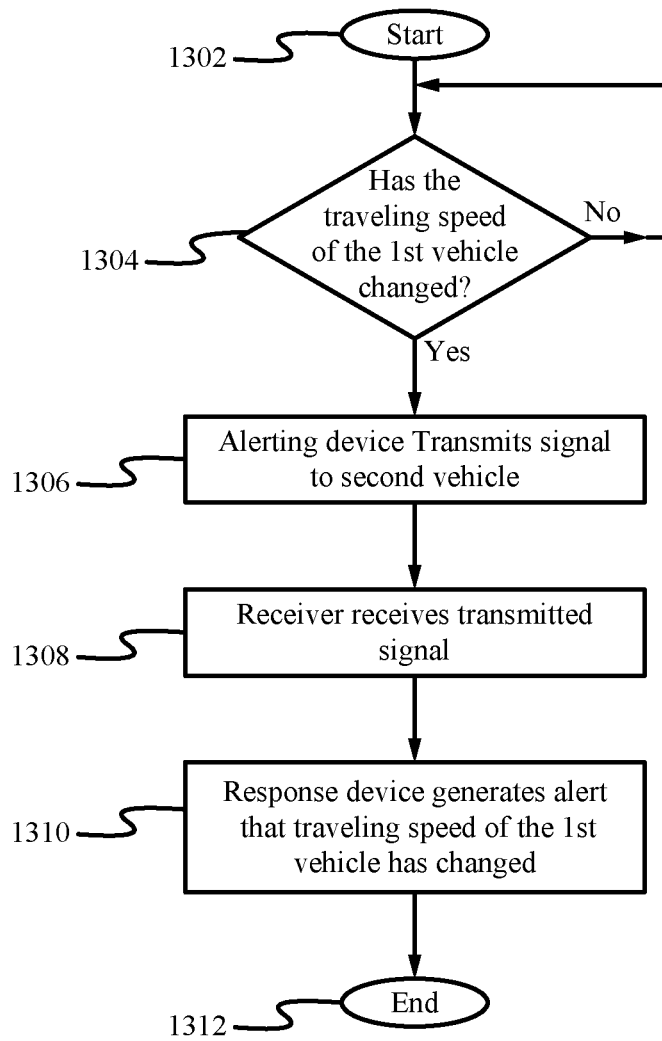 Start
1302
Has the
traveling speed
of the 1st vehicle
changed?
No
1304
Yes
Alerting device Transmits signal
to second vehicle
1306
Receiver receives transmitted
signal
1308
Response device generates alert
that traveling speed of the 1st
vehicle has changed
1310
End
1312